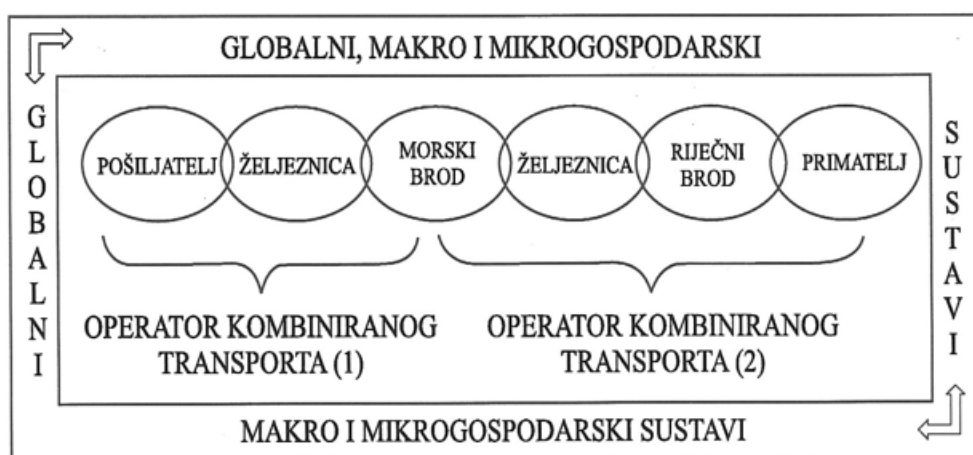 GLOBALNI, MAKRO I MIKROGOSPODARSKI
GLOBALNI
POŠILJATELJ
ŽELJEZNICA
MORSKI
BROD
ŽELJEZNICA
RIJEČNI
BROD
PRIMATELJ
SUSTAVI
OPERATOR KOMBINIRANOG
TRANSPORTA (1)
OPERATOR KOMBINIRANOG
TRANSPORTA (2)
MAKRO I MIKROGOSPODARSKI SUSTAVI